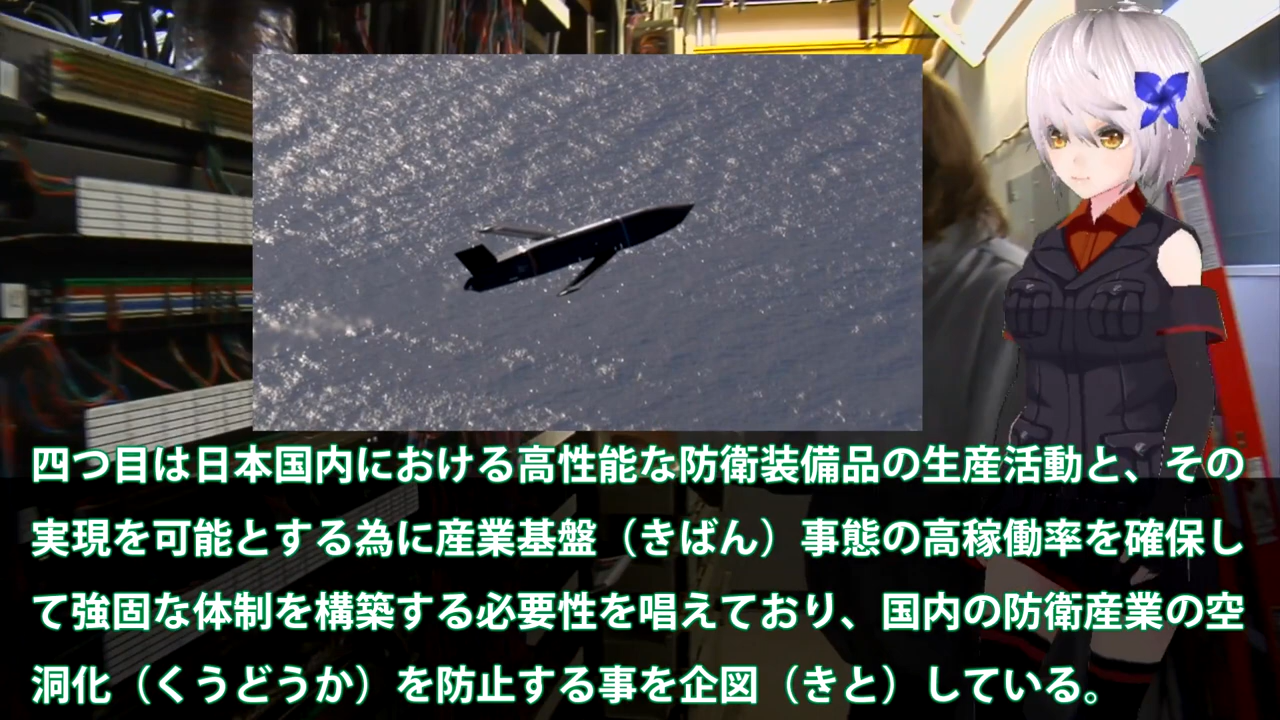 四つ目は日本国内における高性能な防衛装備品の生産活動と、その
実現を可能とする為に産業基盤（きばん）事態の高稼働率を確保し
て強固な体制を構築する必要性を唱えており、国内の防衛産業の空
洞化（くうどうか）を防止する事を企図（きと）している。